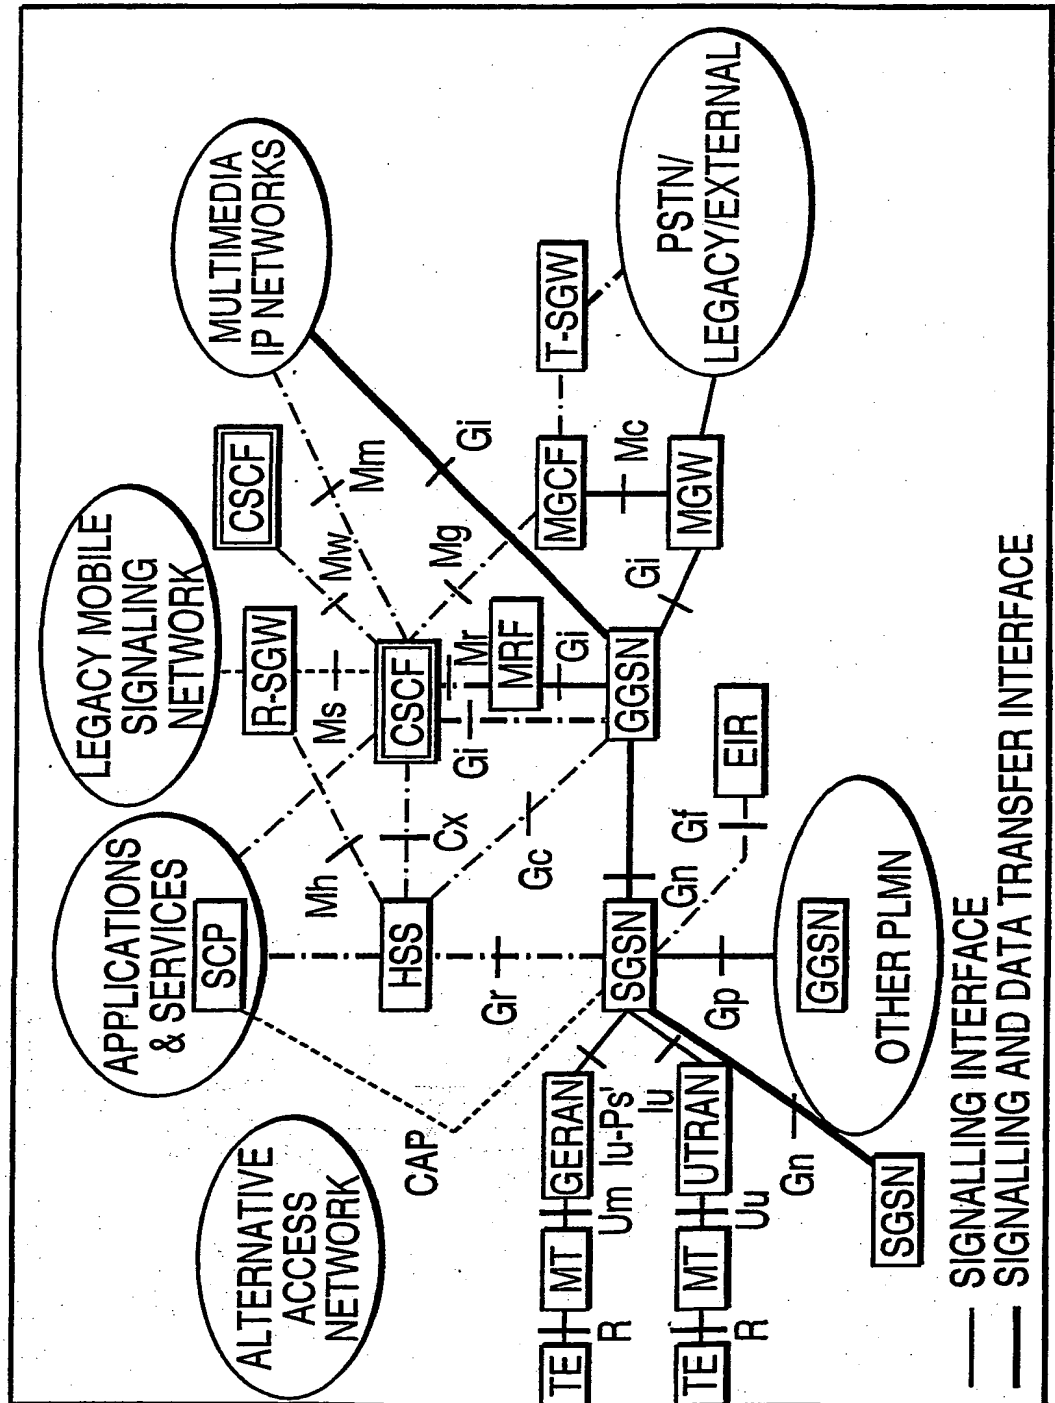 ALTERNATIVE
ACCESS
NETWORK
APPLICATIONS
& SERVICES
SCP
LEGACY MOBILE
SIGNALING
NETWORK
MULTIMEDIA
IP NETWORKS
CAP
Mh
R-SGW
Ms
CSCF
Mw
Mm
HSS
Cx
CSCF
Gi
Mr
MRF
Gi
Mg
Gi
Gr
Gc
MGCF
T-SGW
Mc
TE
R
MT
Um
GERAN
Iu-Ps'
SGSN
Gn
GGSN
Gi
MGW
PSTN/
LEGACY/EXTERNAL
TE
R
MT
Uu
UTRAN
Iu
Gf
EIR
Gp
Gn
SGSN
GGSN
OTHER PLMN
SIGNALLING INTERFACE
SIGNALLING AND DATA TRANSFER INTERFACE